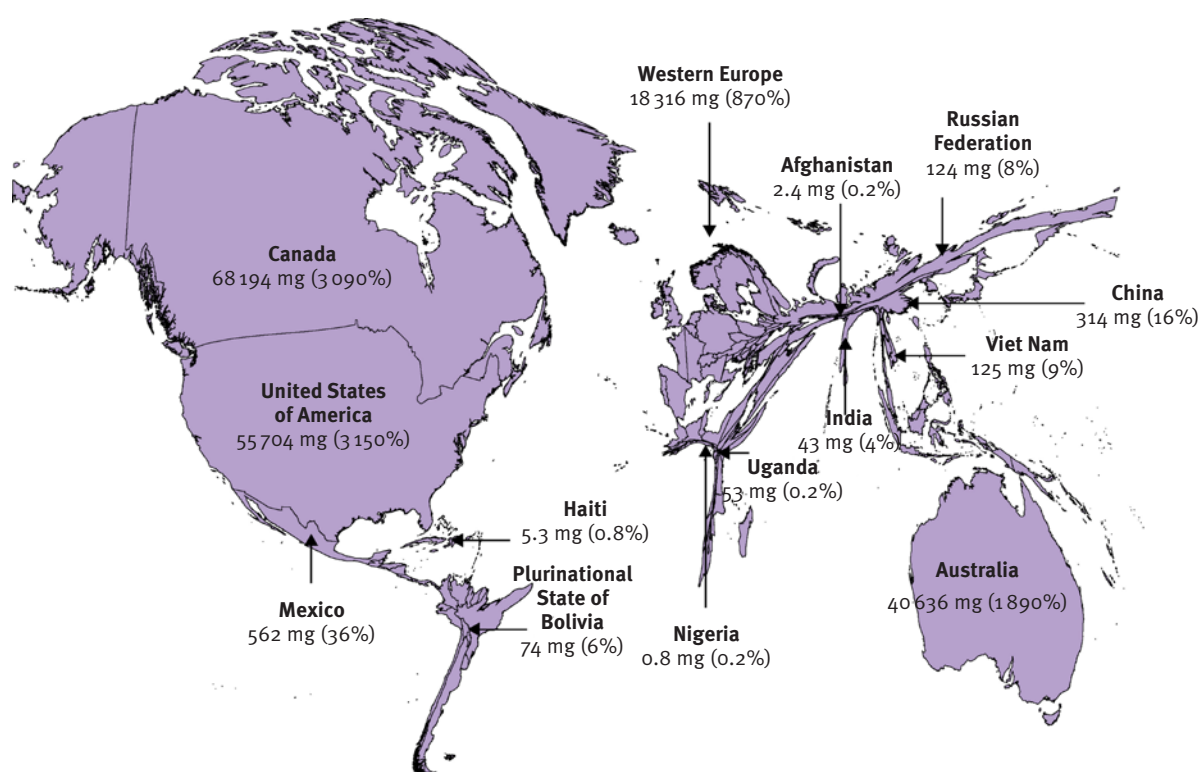 Western Europe
18 316 mg (870%)
Russian
Federation
124 mg (8%)
Afghanistan
2.4 mg (0.2%)
Canada
68 194 mg (3 090%)
China
314 mg (16%)
Viet Nam
125 mg (9%)
United States
of America
55 704 mg (3 150%)
India
43 mg (4%)
Uganda
53 mg (0.2%)
Haiti
5.3 mg (0.8%)
Plurinational
State of
Bolivia
74 mg (6%)
Mexico
562 mg (36%)
Nigeria
0.8 mg (0.2%)
Australia
40 636 mg (1 890%)